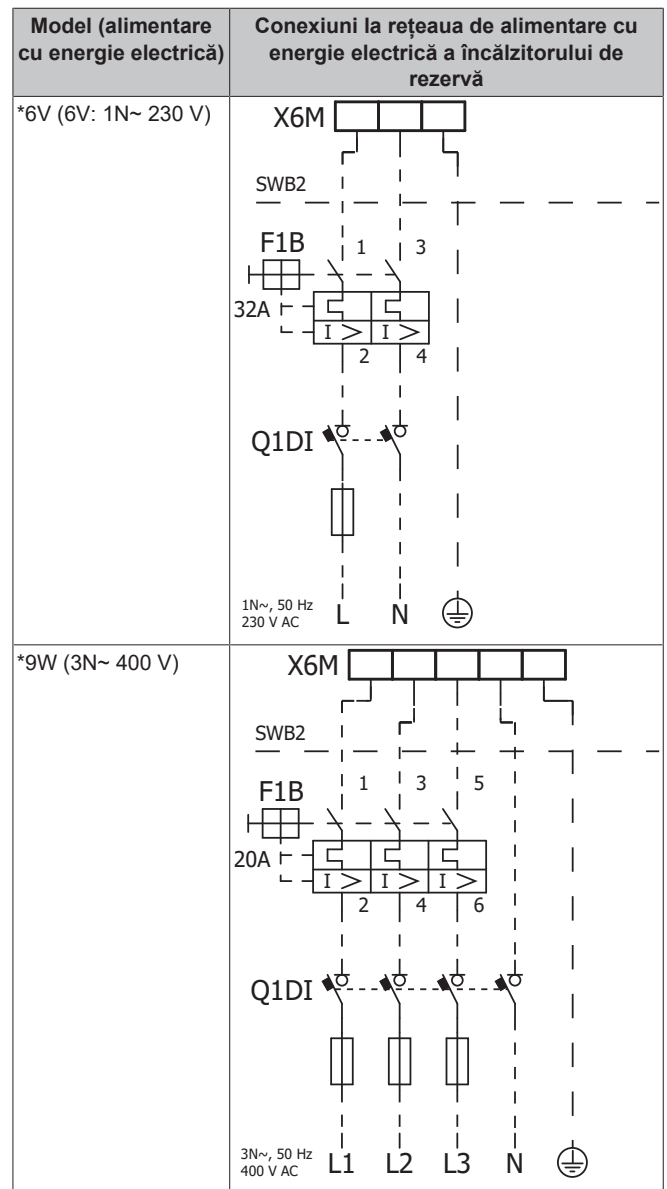 Model (alimentare
cu energie electrică)
Conexiuni la rețeaua de alimentare cu
energie electrică a încălzitorului de
rezervă
*6V (6V: 1N~ 230 V)
X6M
SWB2
F1B
1 3
32A
I > I >
2 4
Q1DI
1N~, 50 Hz
230 V AC
L N
*9W (3N~ 400 V)
X6M
SWB2
F1B
1 3 5
20A
I > I > I >
2 4 6
Q1DI
3N~, 50 Hz
400 V AC
L1 L2 L3 N